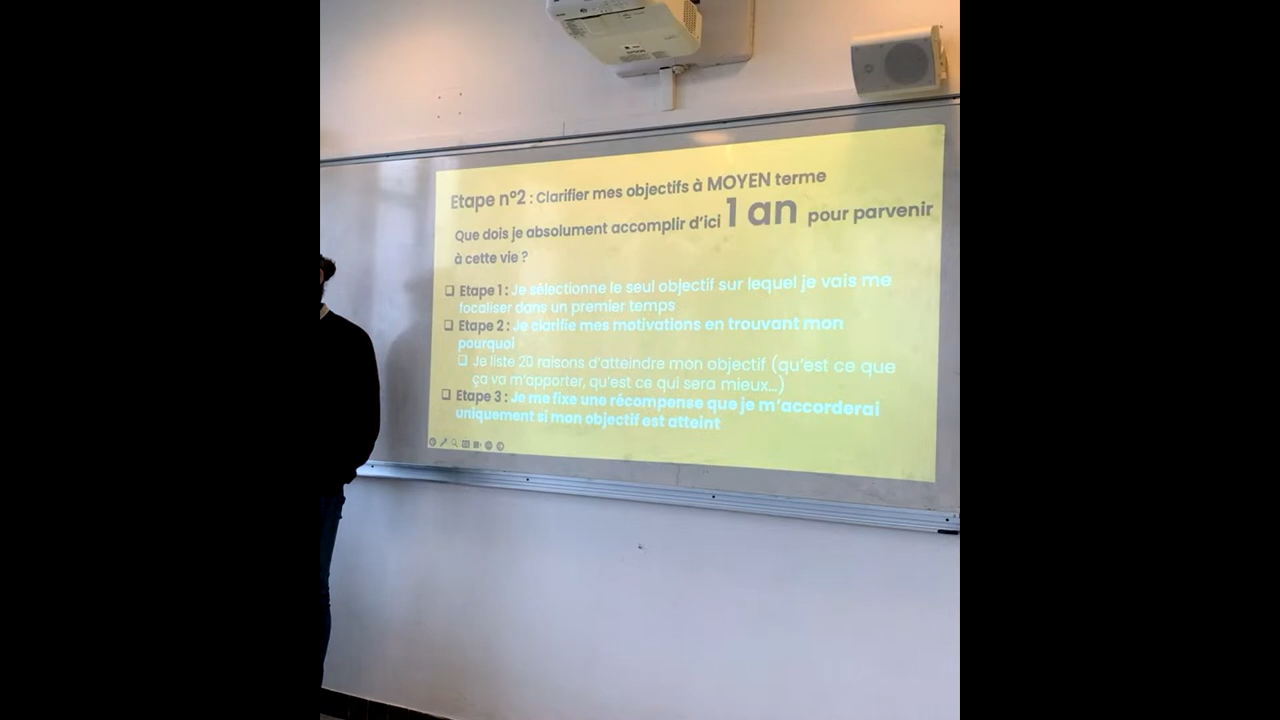 EPSON
Etape n°2 : Clarifier mes objectifs à MOYEN terme
Que dois je absolument accomplir d'ici 1 an pour parvenir
à cette vie ?
❑ Etape 1 : Je sélectionne le seul objectif sur lequel je vais me
focaliser dans un premier temps
❑ Etape 2 : Je clarifie mes motivations en trouvant mon
pourquoi
❑ Je liste 20 raisons d'atteindre mon objectif (qu'est ce que
ça va m'apporter, qu'est ce qui sera mieux…)
❑ Etape 3 : Je me fixe une récompense que je m'accorderai
uniquement si mon objectif est atteint